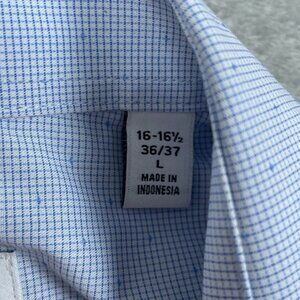 16-16½
36/37
L
MADE IN
INDONESIA